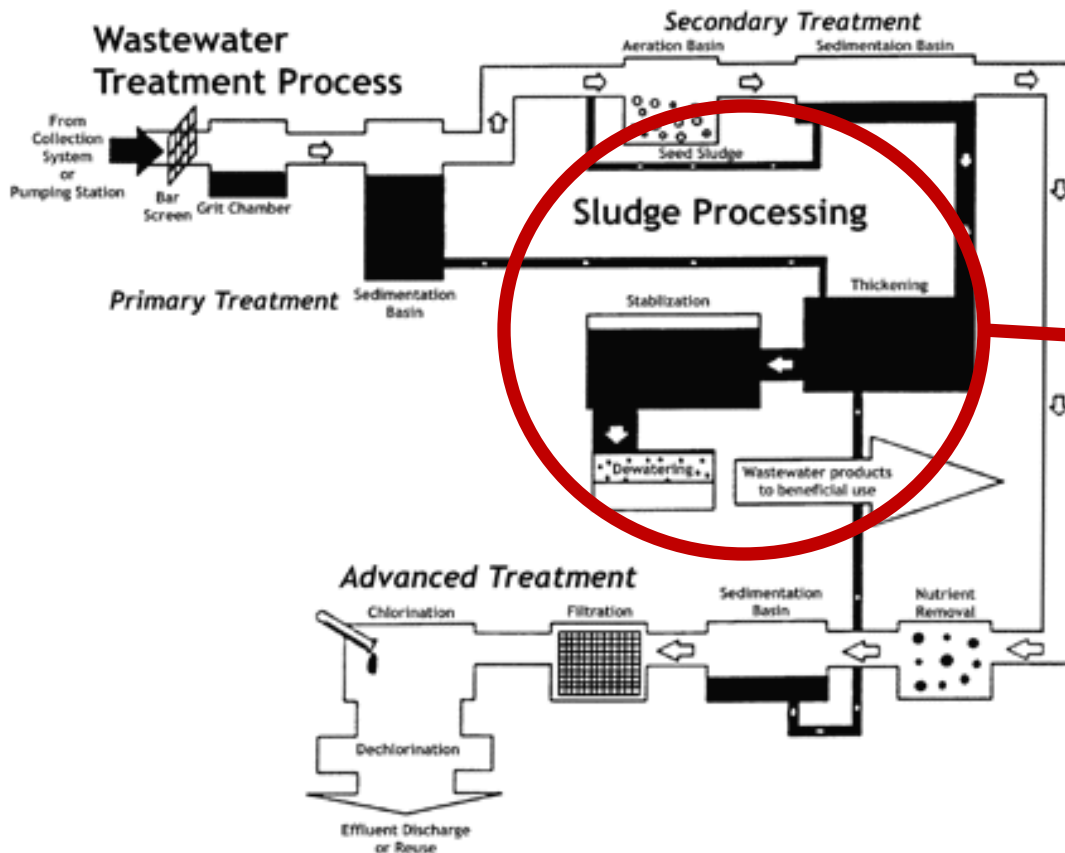 Wastewater
Treatment Process
Secondary Treatment
Aeration Basin
Sedimentaion Basin
From
Collection
System
or
Pumping Station
Bar
Screen
Grit Chamber
Seed Sludge
Sludge Processing
Primary Treatment
Sedimentation
Basin
Stablization
Thickening
Dewatering
Wastewater products
to beneficial use
Advanced Treatment
Chlorination
Filtration
Sedimentation
Basin
Nutrient
Removal
Dechlorination
Effluent Discharge
or Reuse